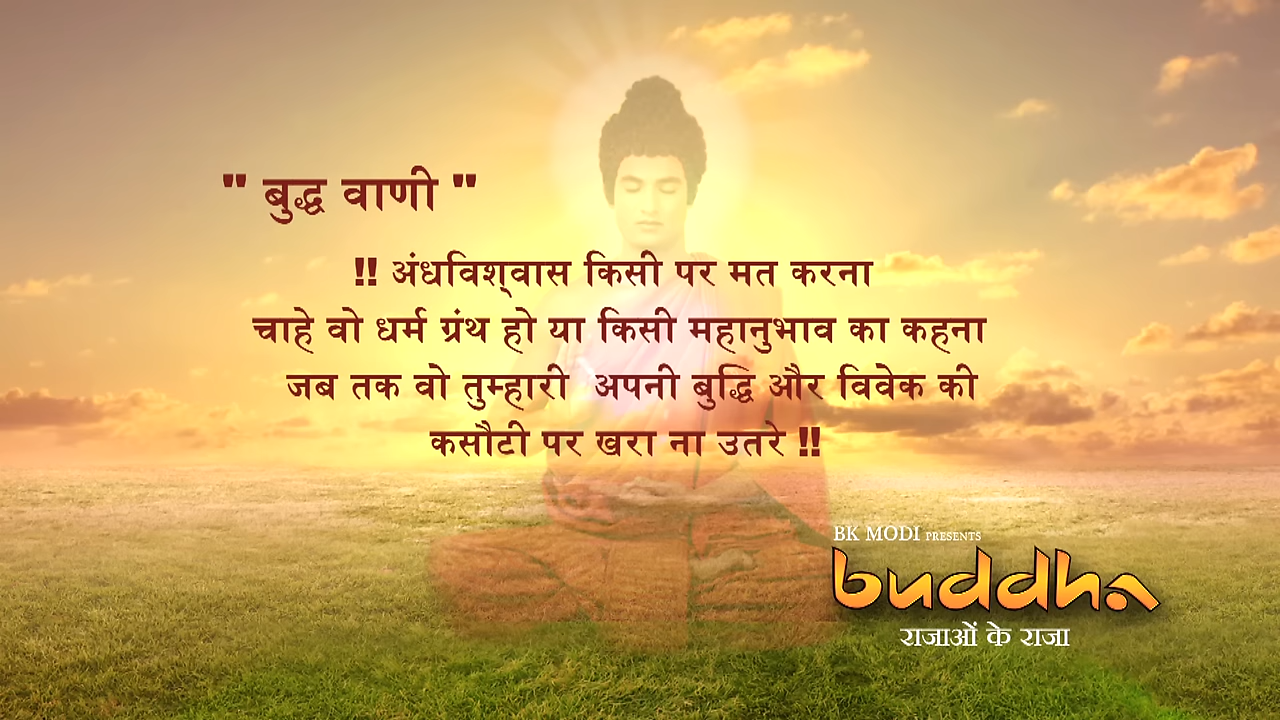 " बुद्ध वाणी "
!! अंधविश्‌वास किसी पर मत करना
चाहे वो धर्म ग्रंथ हो या किसी महानुभाव का कहना
जब तक वो तुम्हारी अपनी बुद्धि और विवेक की
कसौटी पर खरा ना उतरे !!
BK MODI PRESENTS
buddha
राजाओं के राजा